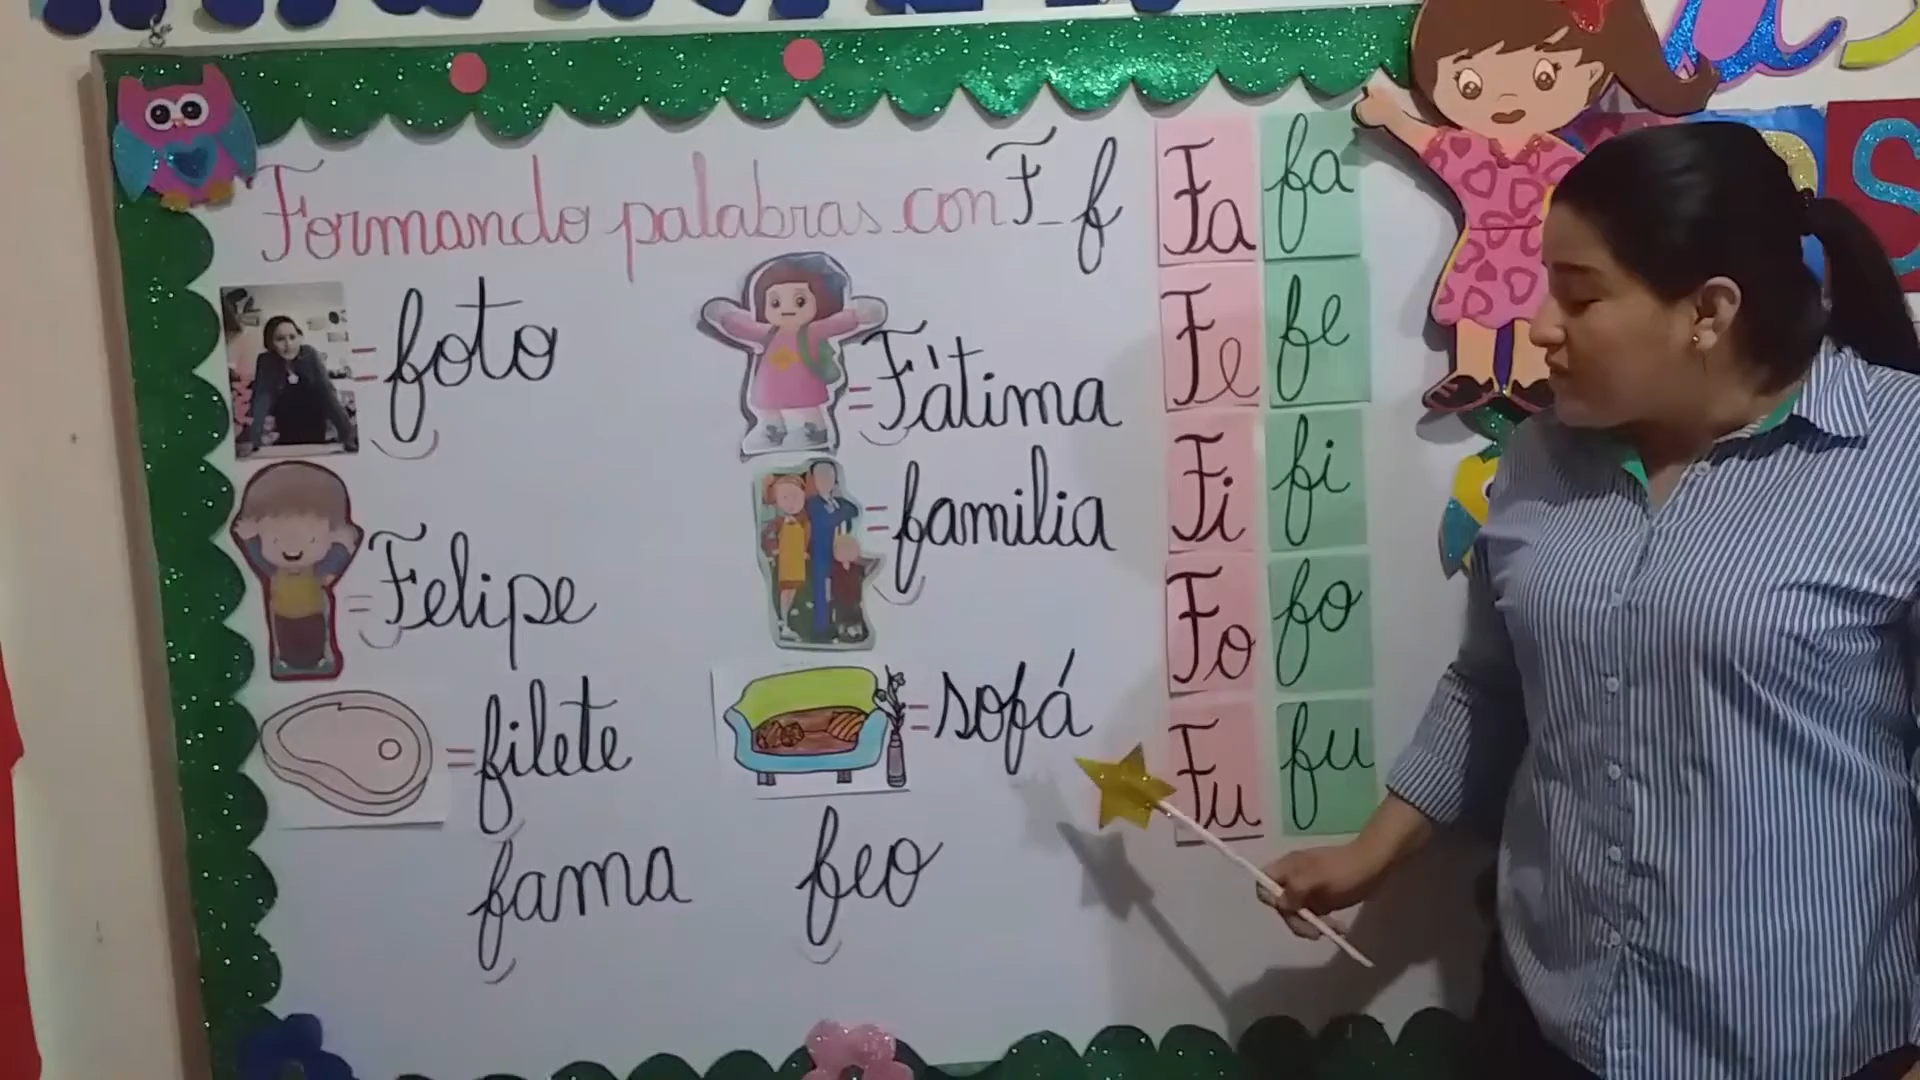 Formando palabras con F f
foto
Fátima
Felipe
familia
filete
sofá
fama
feo
Fa fa
Fe fe
Fi fi
Fo fo
Fu fu